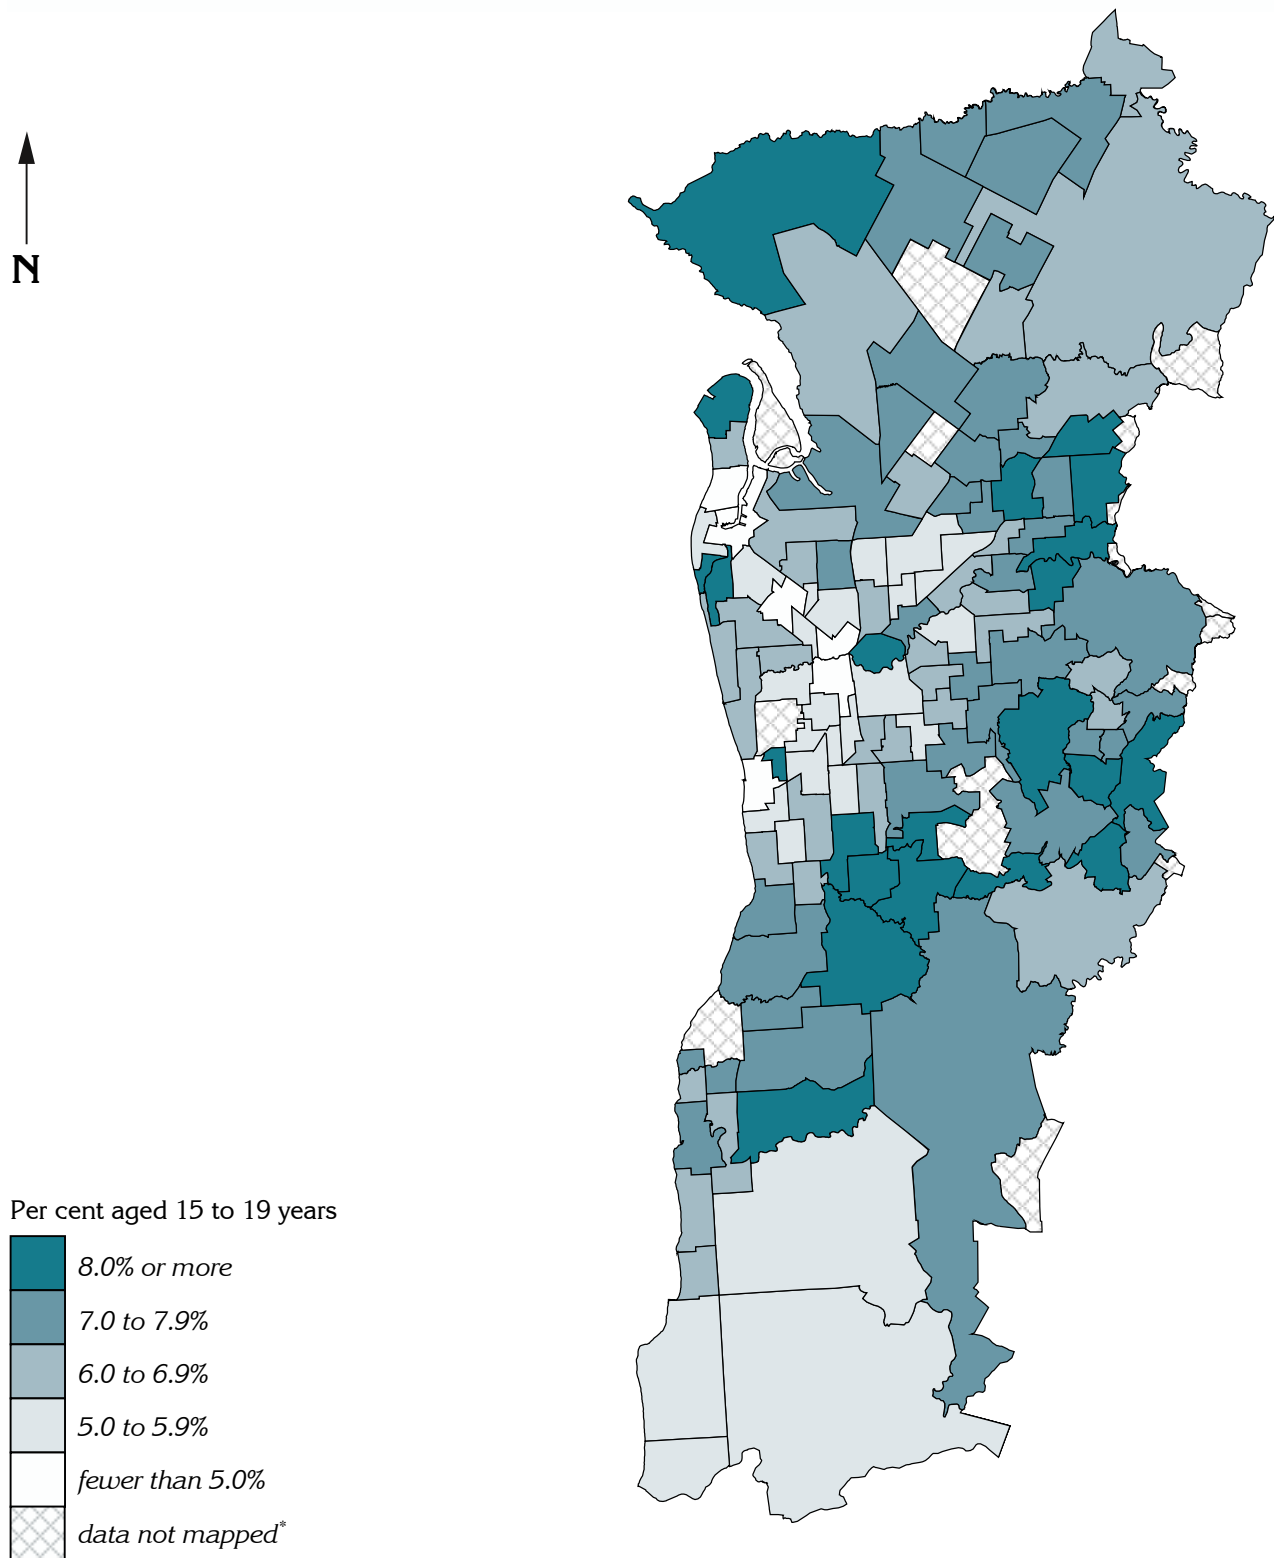 N
Per cent aged 15 to 19 years
8.0% or more
7.0 to 7.9%
6.0 to 6.9%
5.0 to 5.9%
fewer than 5.0%
data not mapped*